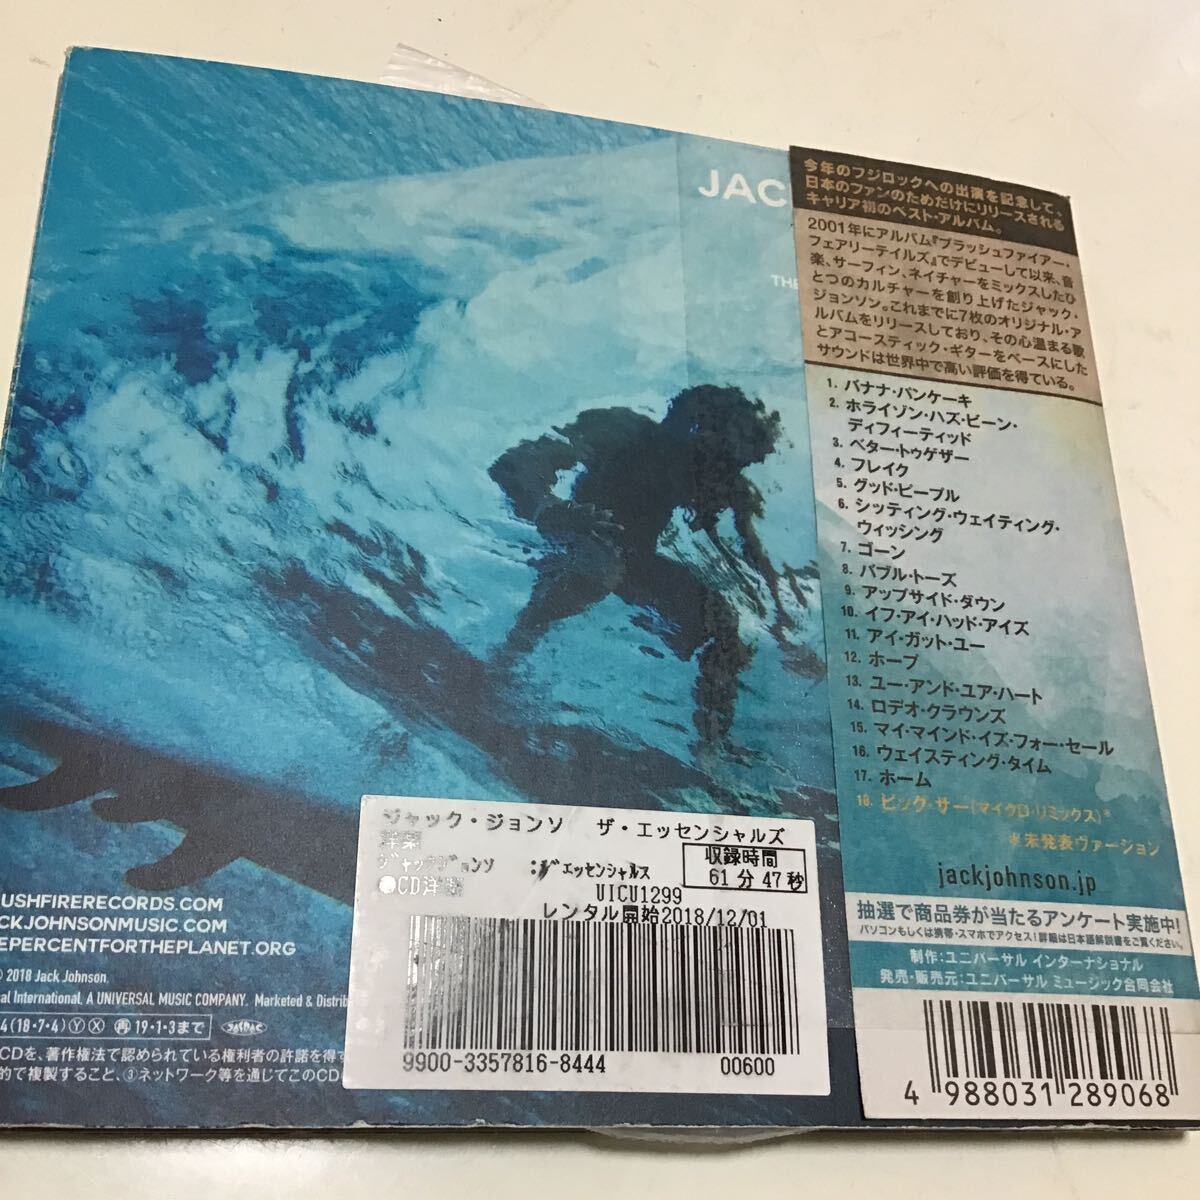 JAC
THE
今年のフジロックへの出演を記念して、
日本のファンのためだけにリリースされる
キャリア初のベスト・アルバム。
2001年にアルバム『ブラッシュファイアー・
フェアリーテイルズ』でデビューして以来、音
楽、サーフィン、ネイチャーをミックスしたひ
とつのカルチャーを創り上げたジャック・
ジョンソン。これまでに7枚のオリジナル・ア
ルバムをリリースしており、その心温まる歌
とアコースティック・ギターをベースにした
サウンドは世界中で高い評価を得ている。
1. バナナ・パンケーキ
2. ホライゾン・ハズ・ビーン・
ディフィーティッド
3. ベター・トゥゲザー
4. フレイク
5. グッド・ピープル
6. シッティング・ウェイティング・
ウィッシング
7. ゴーン
8. バブル・トーズ
9. アップサイド・ダウン
10. イフ・アイ・ハッド・アイズ
11. アイ・ガット・ユー
12. ホープ
13. ユー・アンド・ユア・ハート
14. ロデオ・クラウンズ
15. マイ・マインド・イズ・フォー・セール
16. ウェイスティング・タイム
17. ホーム
18. ビッグ・サー(マイクロ・リミックス)*
*未発表ヴァージョン
jackjohnson.jp
抽選で商品券が当たるアンケート実施中!
パソコンもしくは携帯・スマホでアクセス!詳細は日本語解説書をご覧ください。
制作:ユニバーサル インターナショナル
発売・販売元:ユニバーサル ミュージック合同会社
4 988031 289068
ジャック・ジョンソ ザ・エッセンシャルズ
洋楽
ｼﾞｬｯｸｼﾞｮﾝｿ :ｻﾞ ｴｯｾﾝｼｬﾙｽ
収録時間
61分47秒
●CD洋
UICU1299
レンタル開始2018/12/01
9900-3357816-8444 00600
USHFIRERECORDS.COM
CKJOHNSONMUSIC.COM
EPERCENTFORTHEPLANET.ORG
2018 Jack Johnson.
al International, A UNIVERSAL MUSIC COMPANY. Marketed & Distrib
4(18・7・4)ⓎⓍ 再19・1・3まで JASRAC
CDを、著作権法で認められている権利者の許諾を得ず
的で複製すること、③ネットワーク等を通じてこのCDに